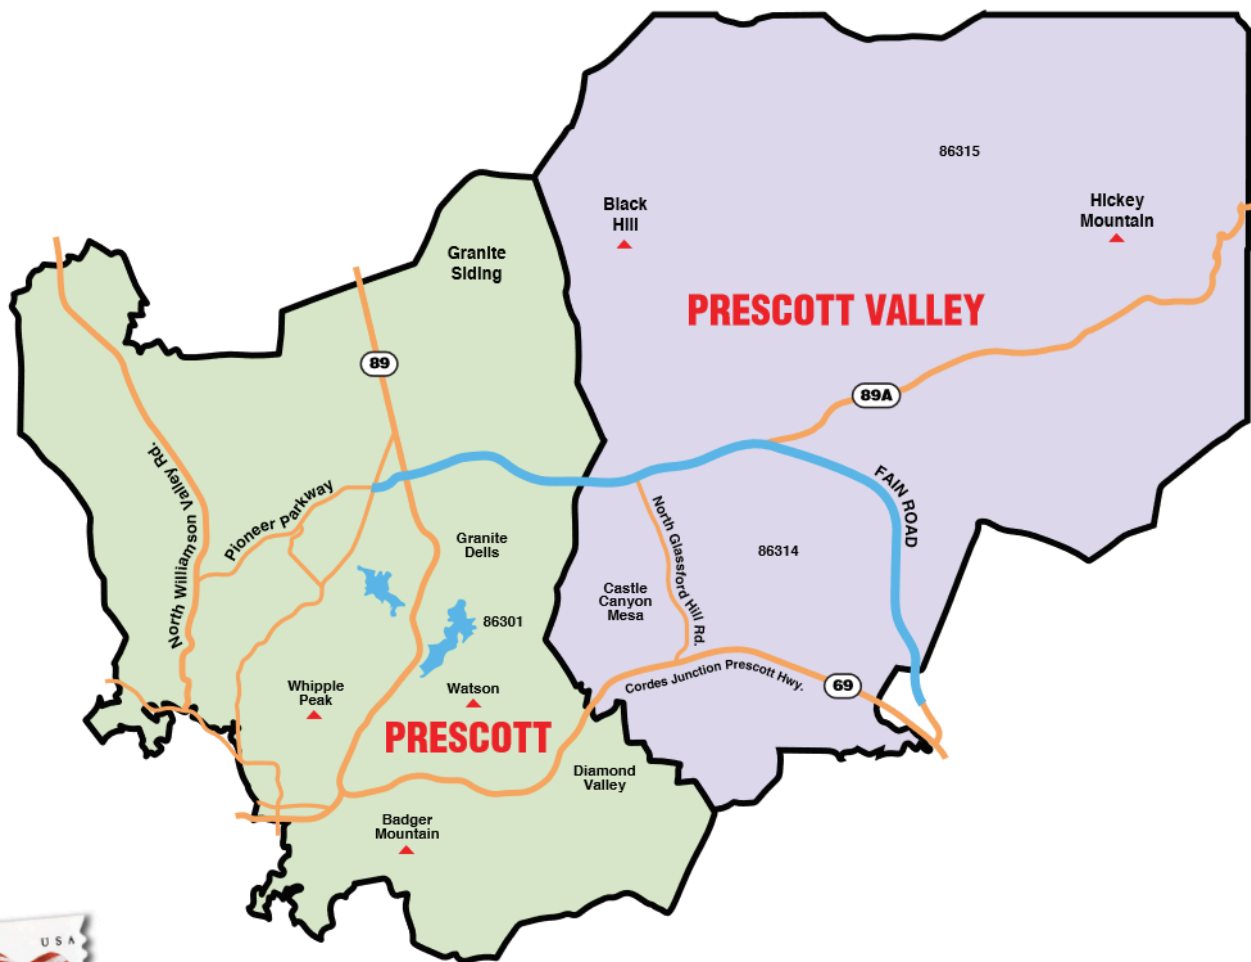 86315
Black
Hill
Hickey
Mountain
Granite
Siding
PRESCOTT VALLEY
89
89A
North Williamson Valley Rd.
Pioneer Parkway
FAIN ROAD
North Glassford Hill Rd.
Granite
Dells
86314
Castle
Canyon
Mesa
86301
Cordes Junction Prescott Hwy.
69
Whipple
Peak
Watson
PRESCOTT
Diamond
Valley
Badger
Mountain
USA